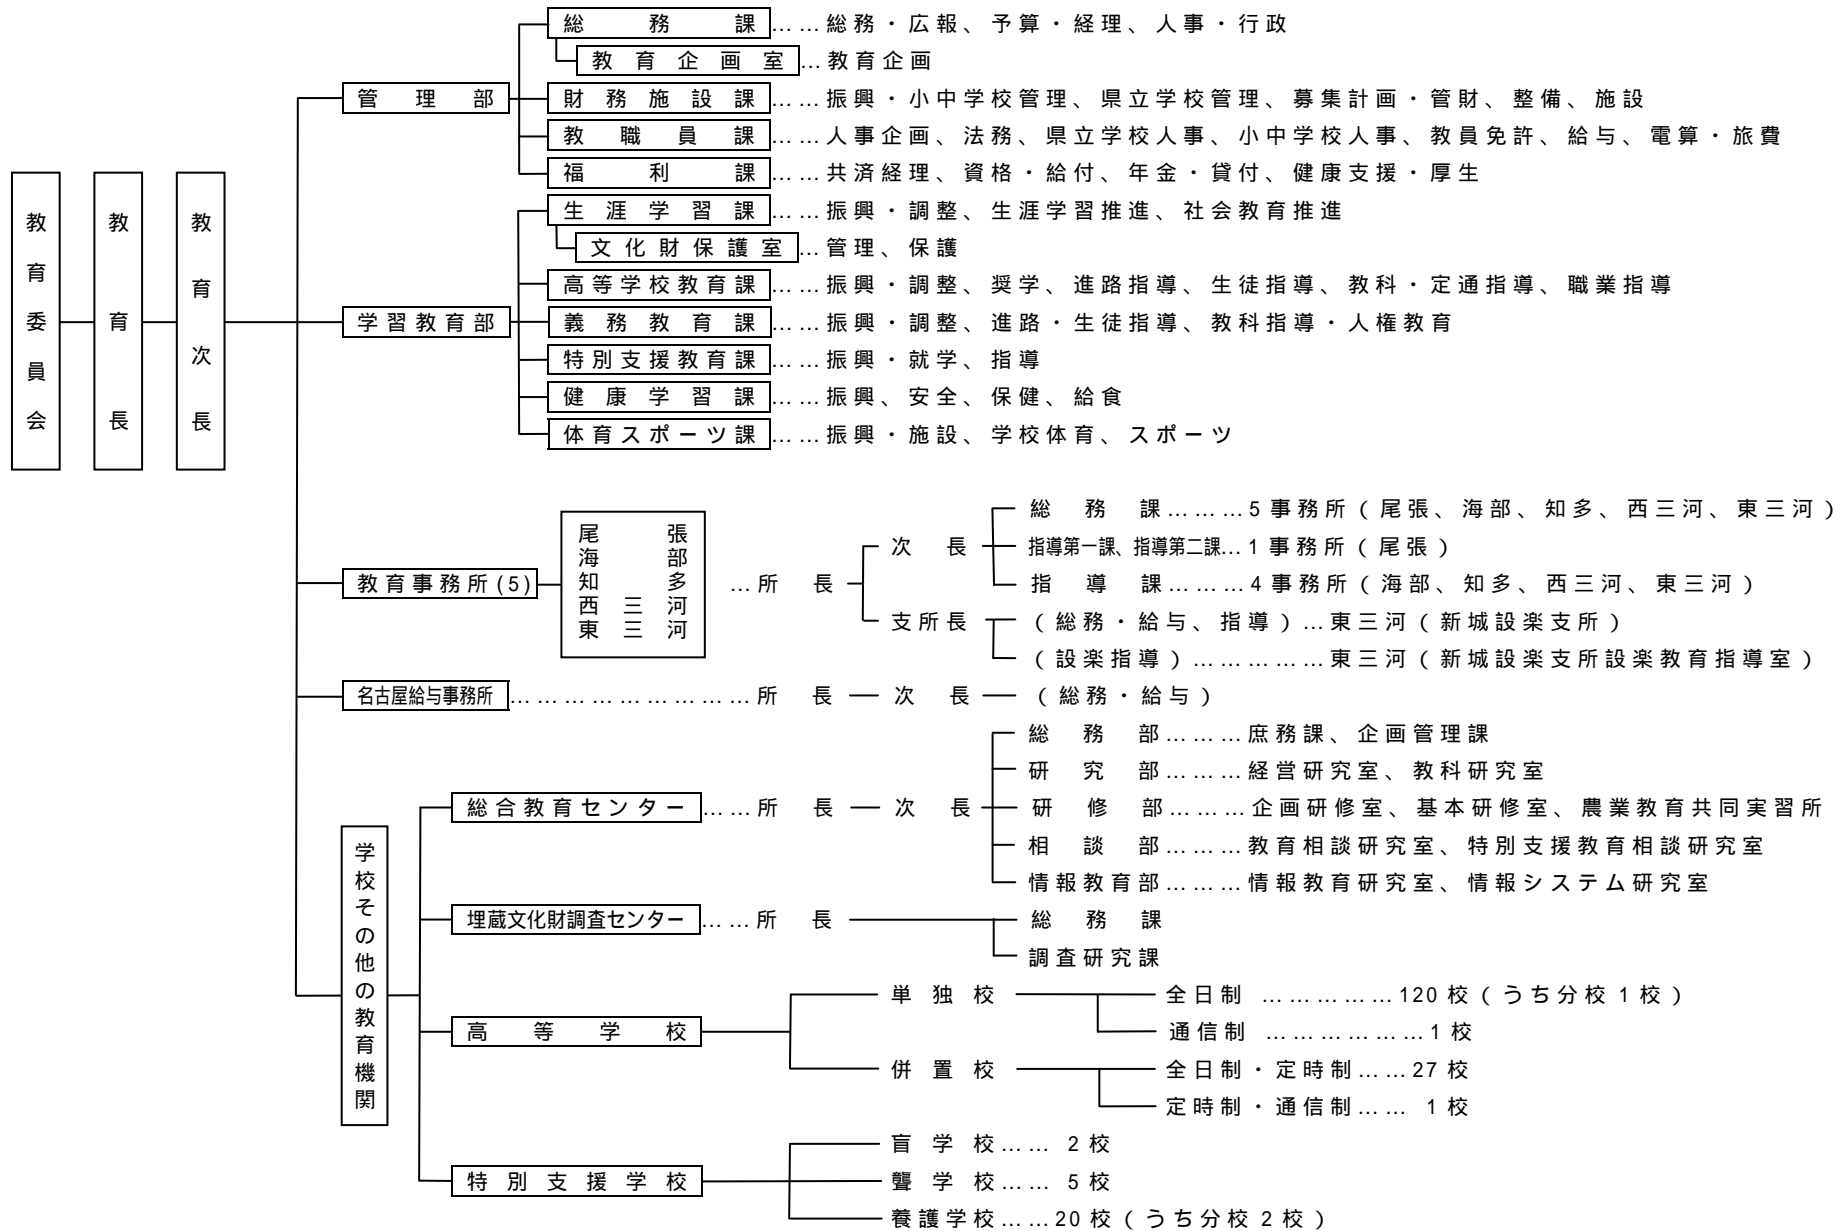 教育委員会
教育長
教育次長
管理部
総務課……総務・広報、予算・経理、人事・行政
教育企画室…教育企画
財務施設課……振興・小中学校管理、県立学校管理、募集計画・管財、整備、施設
教職員課……人事企画、法務、県立学校人事、小中学校人事、教員免許、給与、電算・旅費
福利課……共済経理、資格・給付、年金・貸付、健康支援・厚生
学習教育部
生涯学習課……振興・調整、生涯学習推進、社会教育推進
文化財保護室…管理、保護
高等学校教育課……振興・調整、奨学、進路指導、生徒指導、教科・定通指導、職業指導
義務教育課……振興・調整、進路・生徒指導、教科指導・人権教育
特別支援教育課……振興・就学、指導
健康学習課……振興、安全、保健、給食
体育スポーツ課……振興・施設、学校体育、スポーツ
教育事務所(5)
尾張
海部
知多
西三河
東三河
…所長
次長
総務課………5事務所(尾張、海部、知多、西三河、東三河)
指導第一課、指導第二課…1事務所(尾張)
指導課………4事務所(海部、知多、西三河、東三河)
支所長
(総務・給与、指導)…東三河(新城設楽支所)
(設楽指導)……………東三河(新城設楽支所設楽教育指導室)
名古屋給与事務所…………………………所長 次長 (総務・給与)
学校その他の教育機関
総合教育センター……所長 次長
総務部………庶務課、企画管理課
研究部………経営研究室、教科研究室
研修部………企画研修室、基本研修室、農業教育共同実習所
相談部………教育相談研究室、特別支援教育相談研究室
情報教育部………情報教育研究室、情報システム研究室
埋蔵文化財調査センター……所長
総務課
調査研究課
高等学校
単独校
全日制……………120校(うち分校1校)
通信制………………1校
併置校
全日制・定時制……27校
定時制・通信制……1校
特別支援学校
盲学校……2校
聾学校……5校
養護学校……20校(うち分校2校)